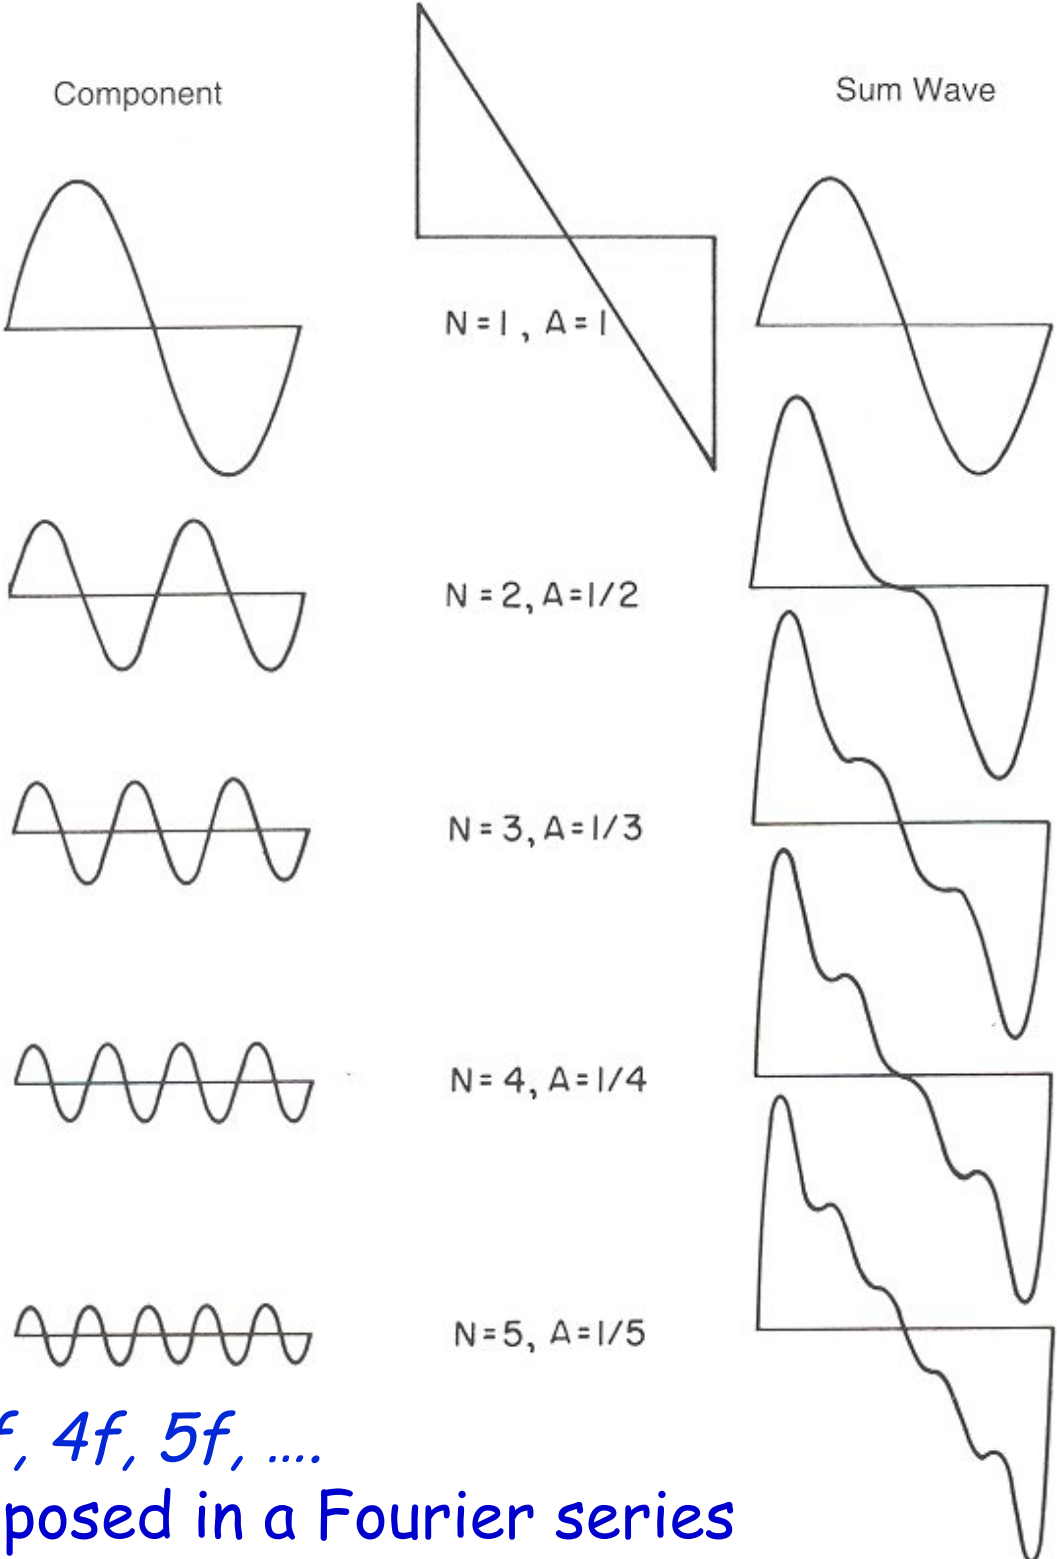 Component
Sum Wave
N=1, A=1
N=2, A=1/2
N=3, A=1/3
N=4, A=1/4
N=5, A=1/5
f, 4f, 5f, ....
posed in a Fourier series